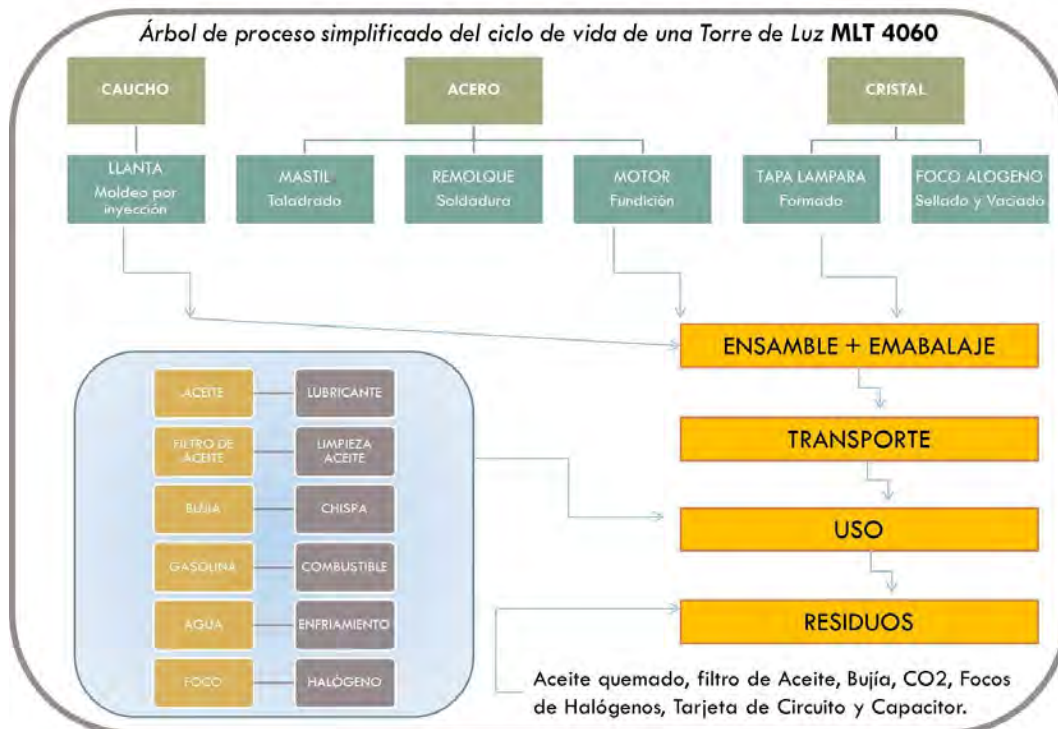 Árbol de proceso simplificado del ciclo de vida de una Torre de Luz MLT 4060
CAUCHO
ACERO
CRISTAL
LLANTA
Moldeo por
inyección
MASTIL
Taladrado
REMOLQUE
Soldadura
MOTOR
Fundición
TAPA LAMPARA
Formado
FOCO ALOGENO
Sellado y Vaciado
ENSAMBLE + EMABALAJE
TRANSPORTE
USO
RESIDUOS
ACEITE
LUBRICANTE
FILTRO DE
ACEITE
LIMPIEZA
ACEITE
BUJIA
CHISPA
GASOLINA
COMBUSTIBLE
AGUA
ENFRIAMIENTO
FOCO
HALÓGENO
Aceite quemado, filtro de Aceite, Bujía, CO2, Focos
de Halógenos, Tarjeta de Circuito y Capacitor.